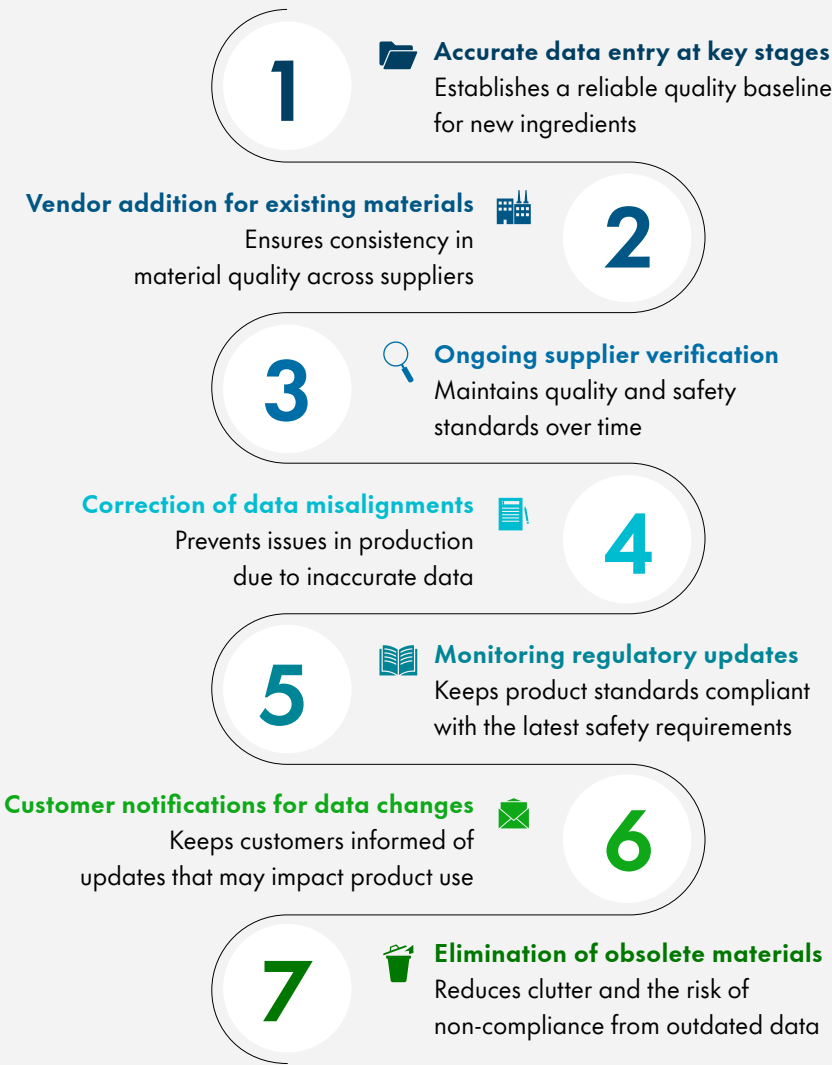 1
Accurate data entry at key stages
Establishes a reliable quality baseline
for new ingredients
Vendor addition for existing materials
Ensures consistency in
material quality across suppliers
2
3
Ongoing supplier verification
Maintains quality and safety
standards over time
Correction of data misalignments
Prevents issues in production
due to inaccurate data
4
5
Monitoring regulatory updates
Keeps product standards compliant
with the latest safety requirements
Customer notifications for data changes
Keeps customers informed of
updates that may impact product use
6
7
Elimination of obsolete materials
Reduces clutter and the risk of
non-compliance from outdated data